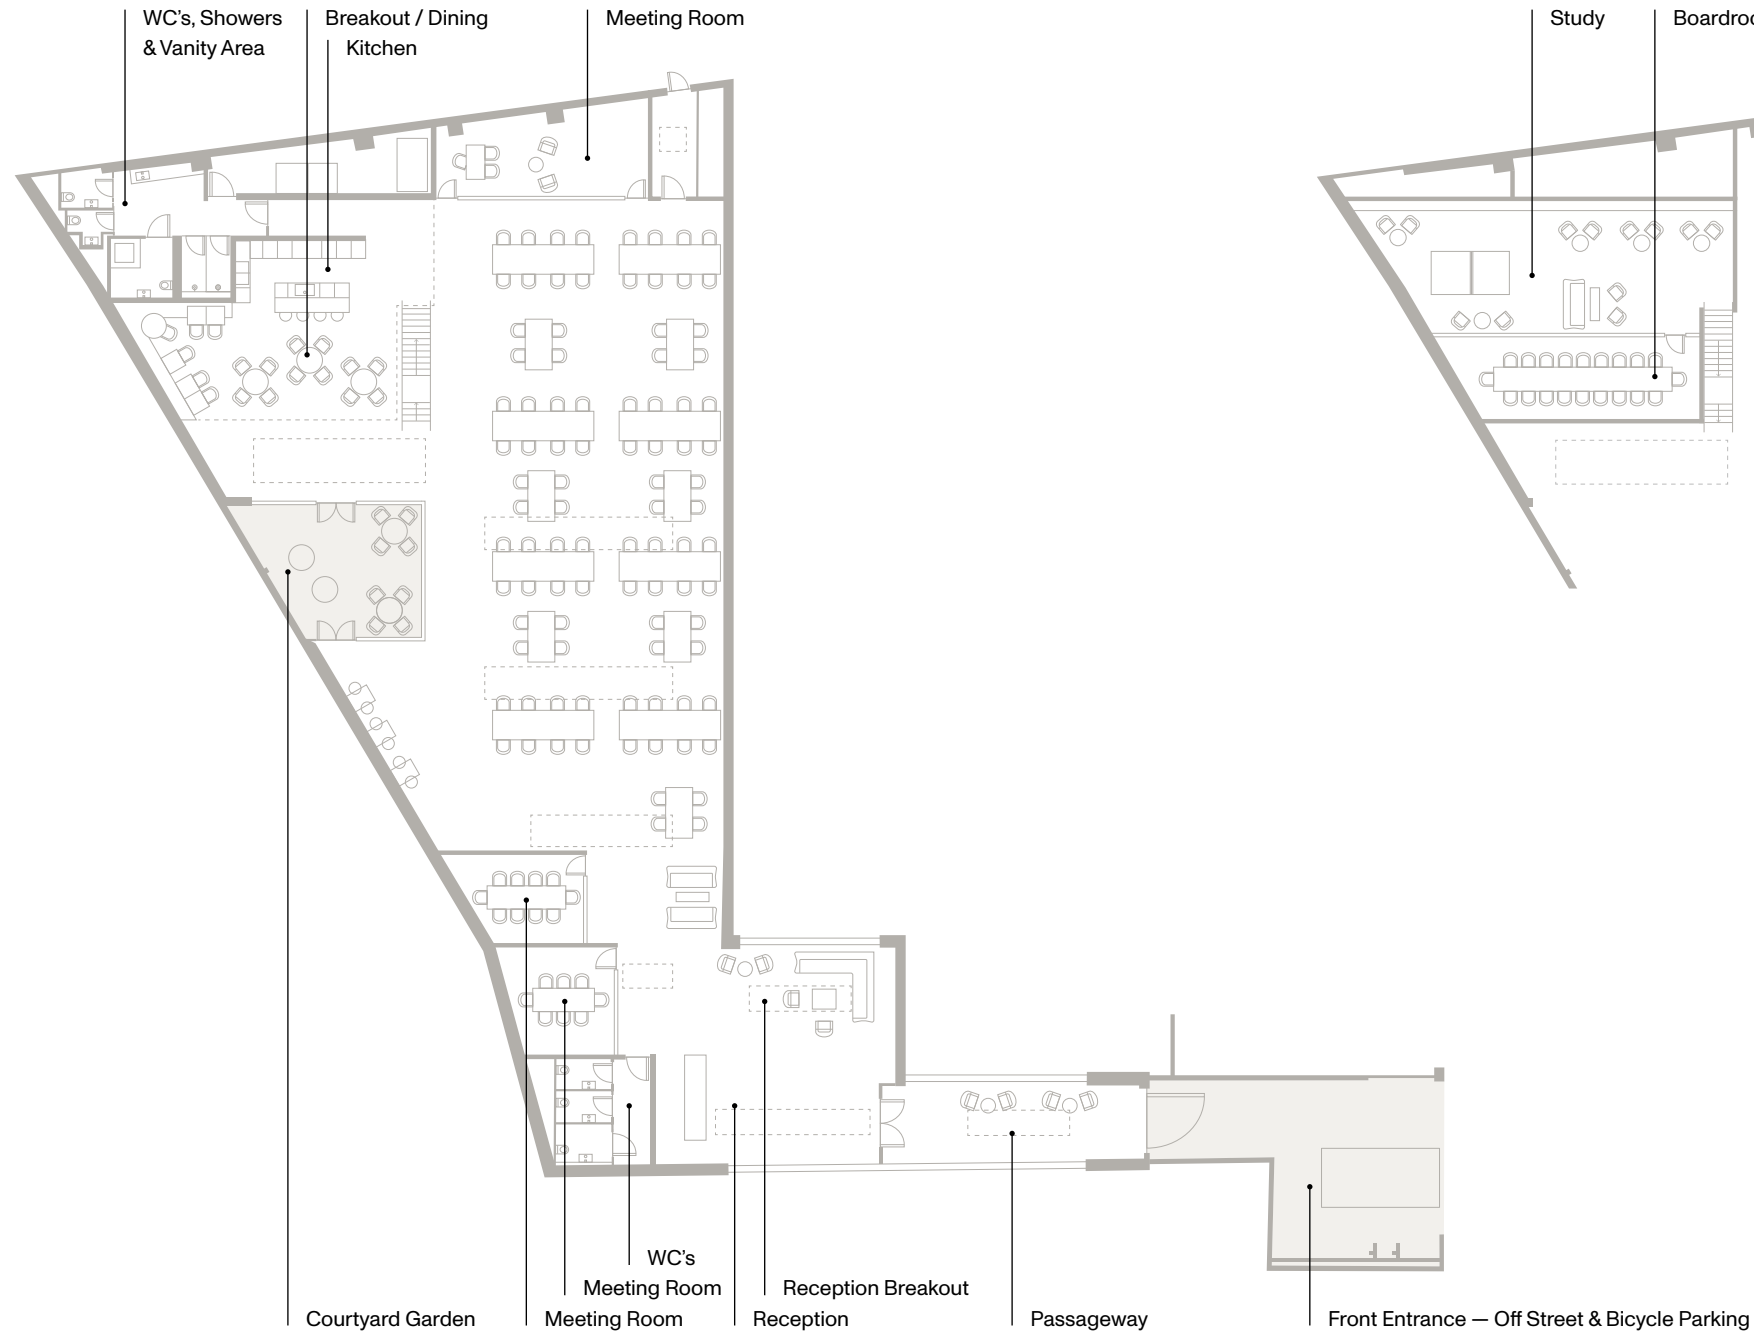 WC's, Showers
& Vanity Area
Breakout / Dining
Kitchen
Meeting Room
Study
WC's
Meeting Room
Reception Breakout
Courtyard Garden
Meeting Room
Reception
Passageway
Front Entrance — Off Street & Bicycle Parking